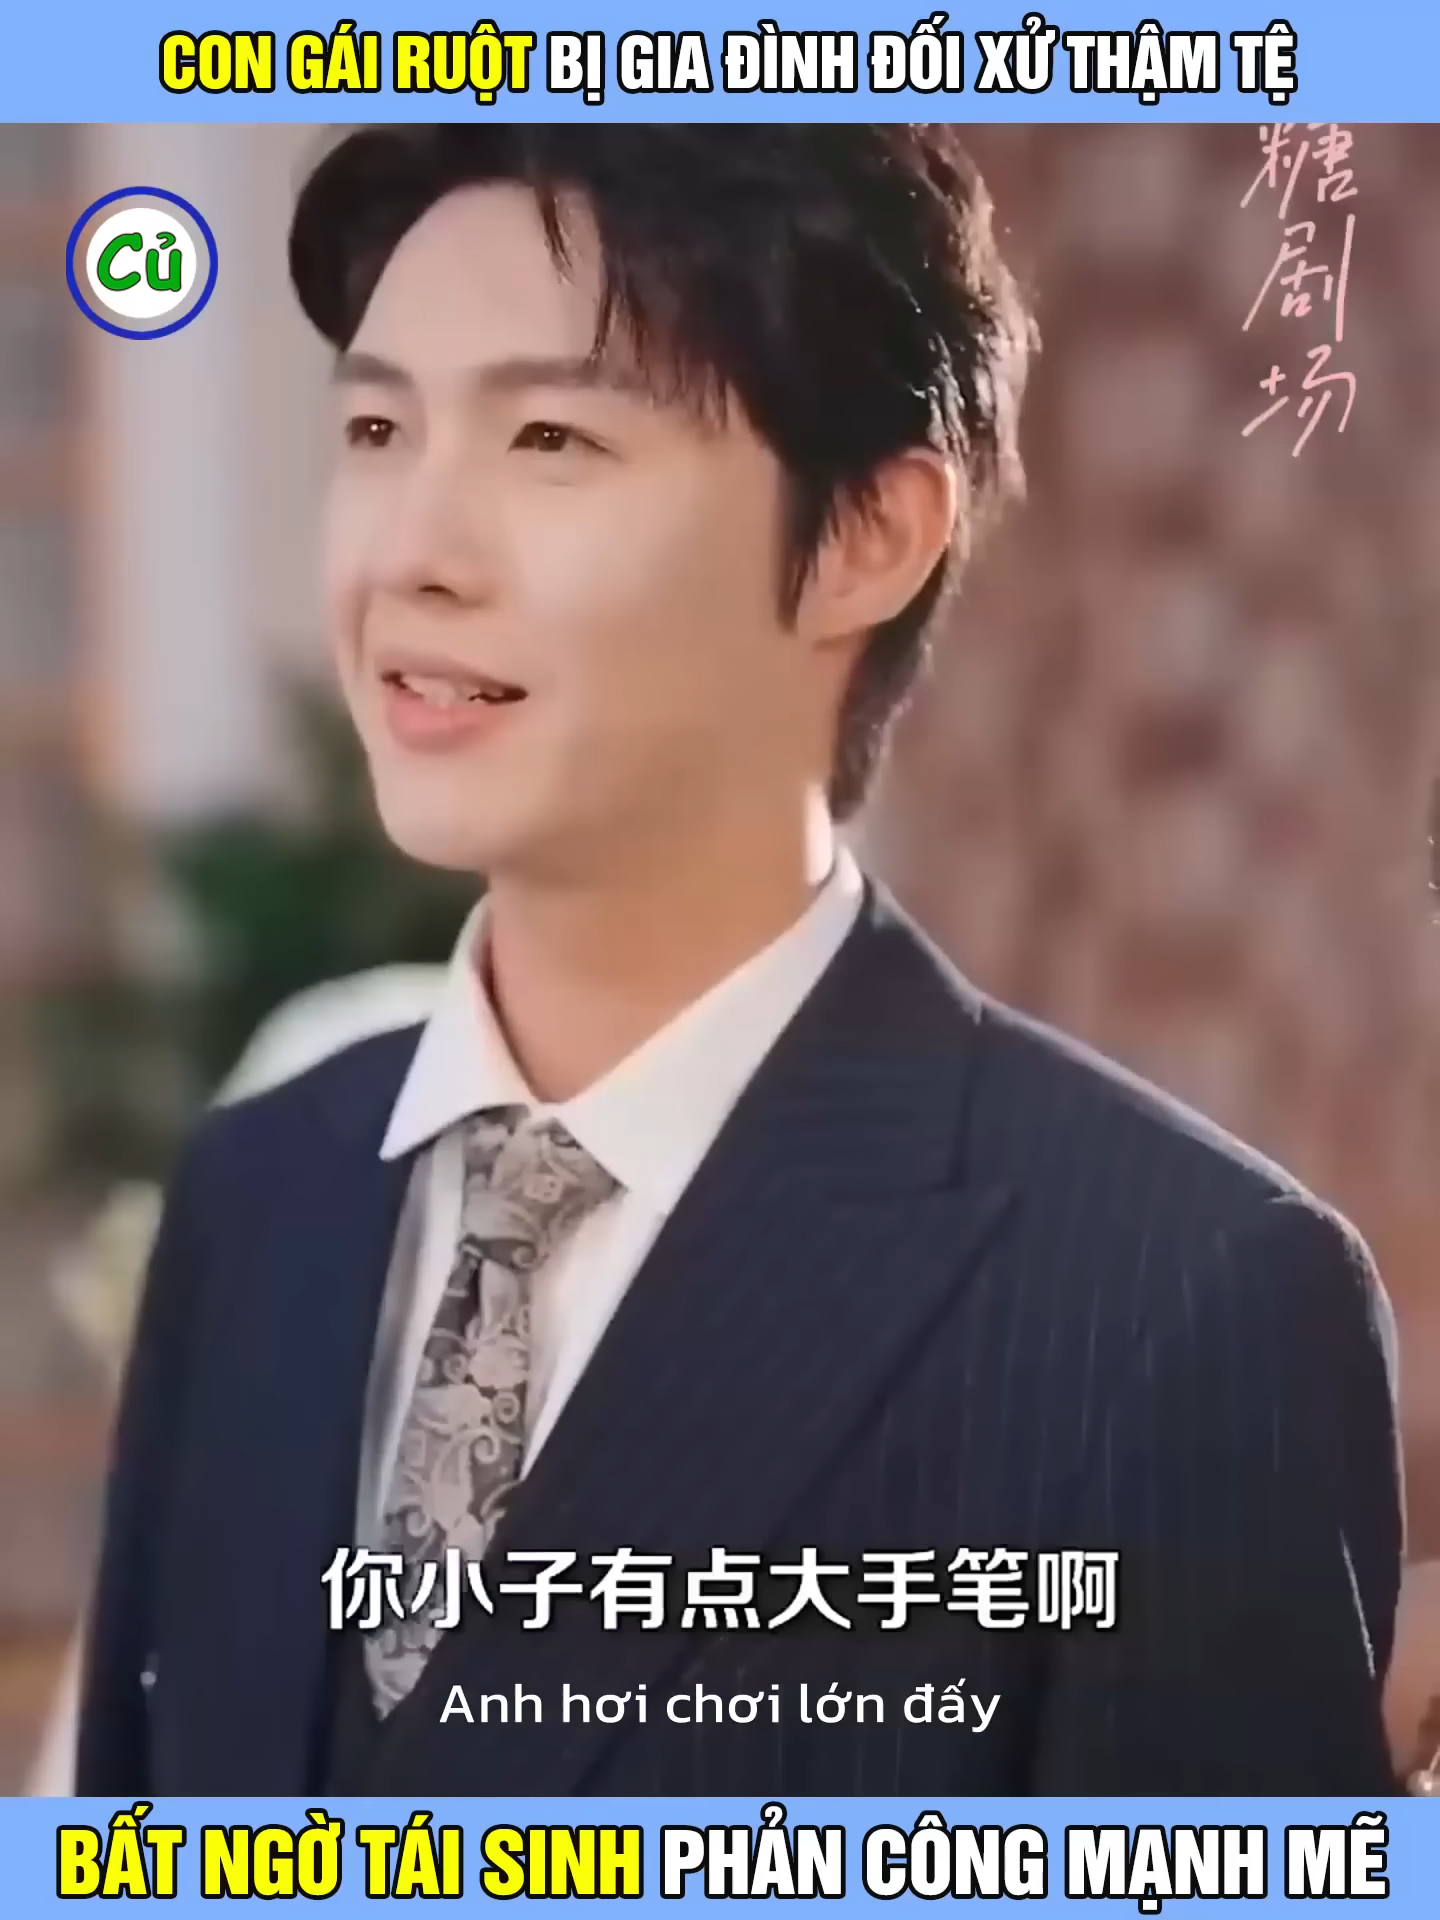 CON GÁI RUỘT BỊ GIA ĐÌNH ĐỐI XỬ THẬM TỆ
Củ
糖剧场
你小子有点大手笔啊
Anh hơi chơi lớn đấy
BẤT NGỜ TÁI SINH PHẢN CÔNG MẠNH MẼ